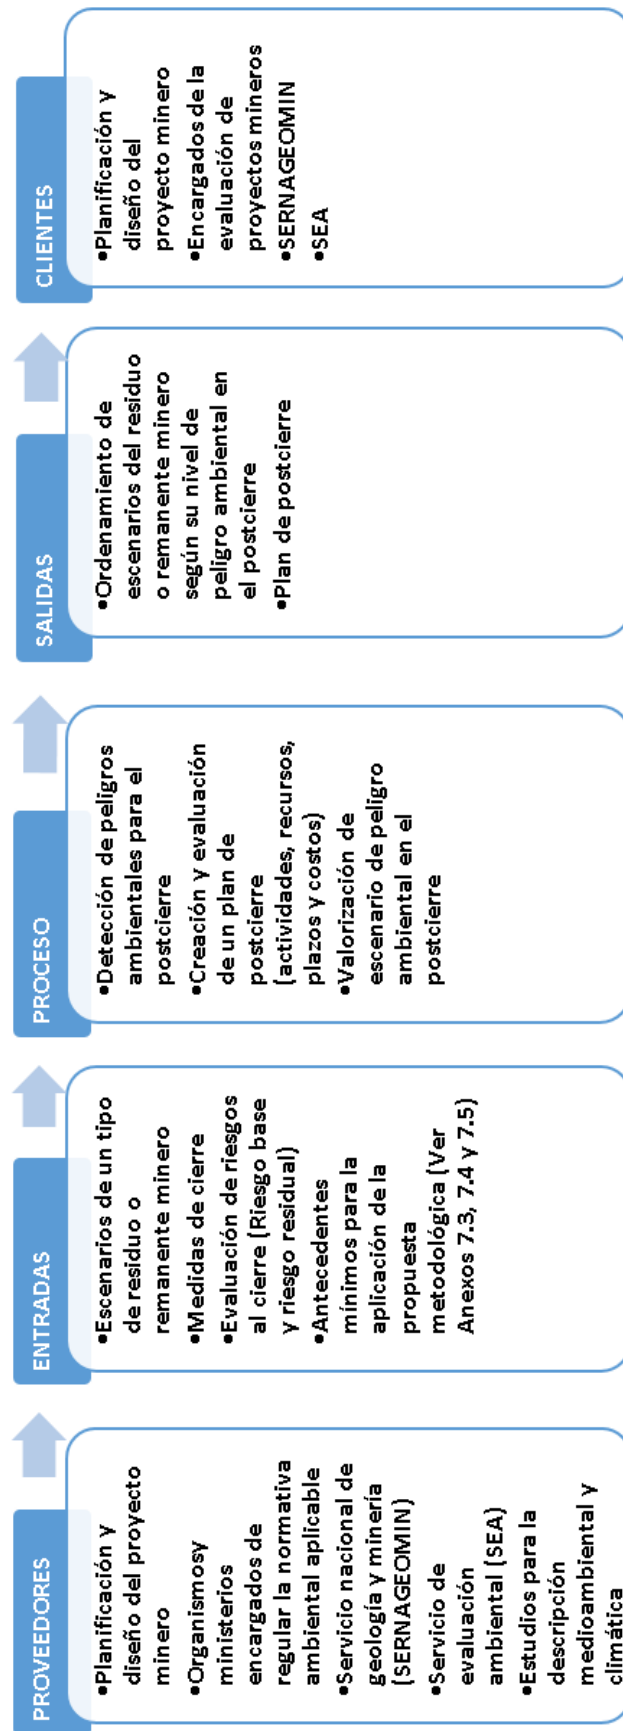 PROVEEDORES
•Planificación y
diseño del proyecto
minero
•Organismosy
ministerios
encargados de
regular la normativa
ambiental aplicable
•Servicio nacional de
geología y minería
(SERNAGEOMIN)
•Servicio de
evaluación
ambiental (SEA)
•Estudios para la
descripción
medioambiental y
climática
ENTRADAS
•Escenarios de un tipo
de residuo o
remanente minero
•Medidas de cierre
•Evaluación de riesgos
al cierre (Riesgo base
y riesgo residual)
•Antecedentes
mínimos para la
aplicación de la
propuesta
metodológica (Ver
Anexos 7.3, 7.4 y 7.5)
PROCESO
•Detección de peligros
ambientales para el
postcierre
•Creación y evaluación
de un plan de
postcierre
(actividades, recursos,
plazos y costos)
•Valorización de
escenario de peligro
ambiental en el
postcierre
SALIDAS
•Ordenamiento de
escenarios del residuo
o remanente minero
según su nivel de
peligro ambiental en
el postcierre
•Plan de postcierre
CLIENTES
•Planificación y
diseño del
proyecto minero
•Encargados de la
evaluación de
proyectos mineros
•SERNAGEOMIN
•SEA